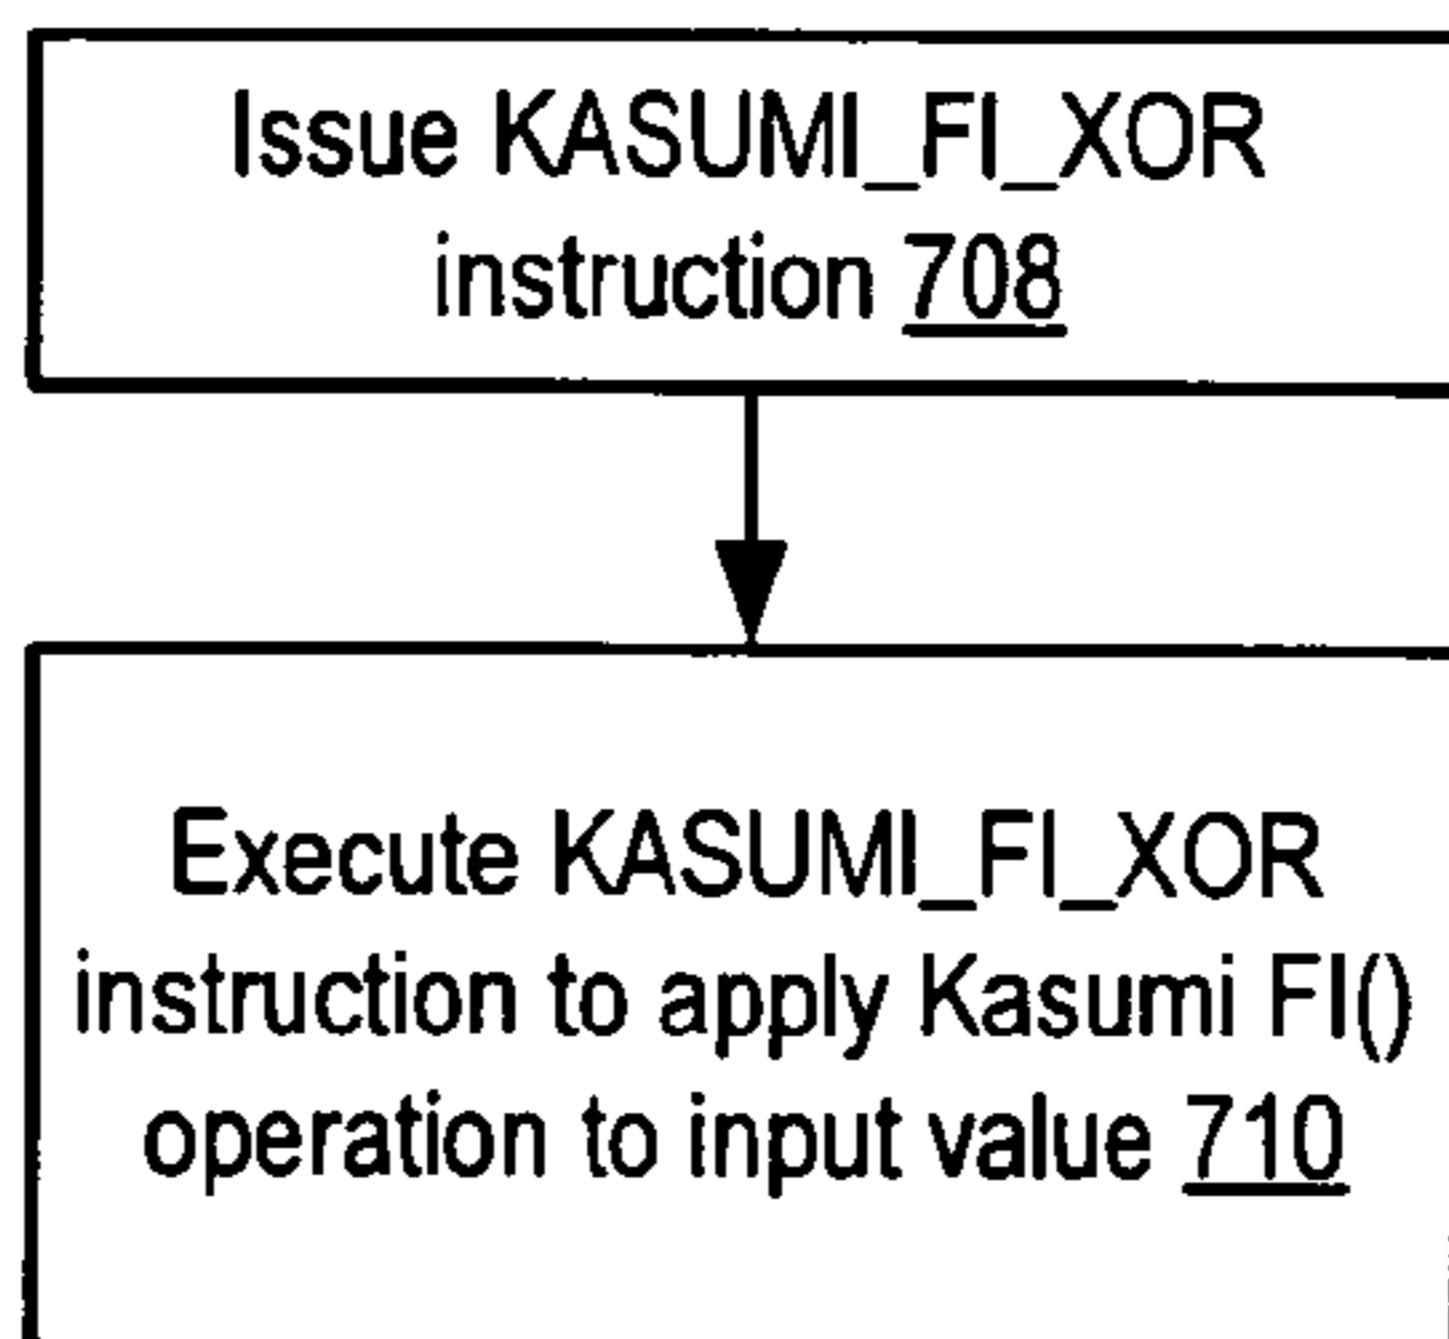 Issue KASUMI_FI_XOR
instruction 708
Execute KASUMI_FI_XOR
instruction to apply Kasumi FI()
operation to input value 710